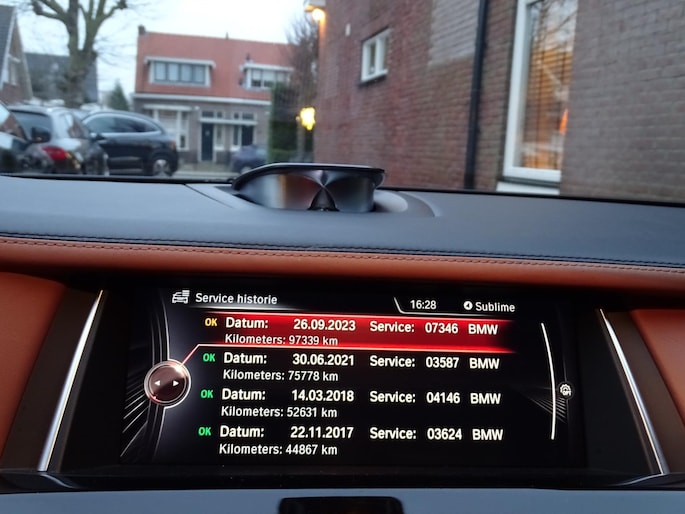 Service historie
16:28
Sublime
OK Datum: 26.09.2023 Service: 07346 BMW
Kilometers: 97339 km
OK Datum: 30.06.2021 Service: 03587 BMW
Kilometers: 75778 km
OK Datum: 14.03.2018 Service: 04146 BMW
Kilometers: 52631 km
OK Datum: 22.11.2017 Service: 03624 BMW
Kilometers: 44867 km